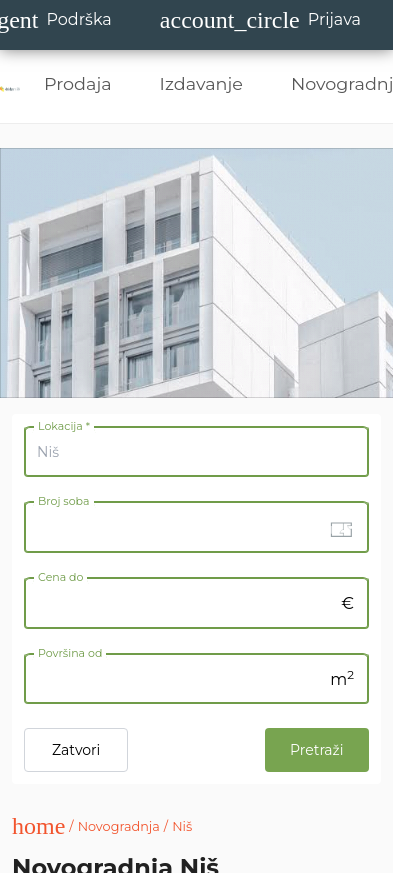 gent Podrška account_circle Prijava
Prodaja Izdavanje Novogradnj
Lokacija *
Niš
Broj soba
Cena do
€
Površina od
m²
Zatvori Pretraži
home / Novogradnja / Niš
Novogradnja Niš